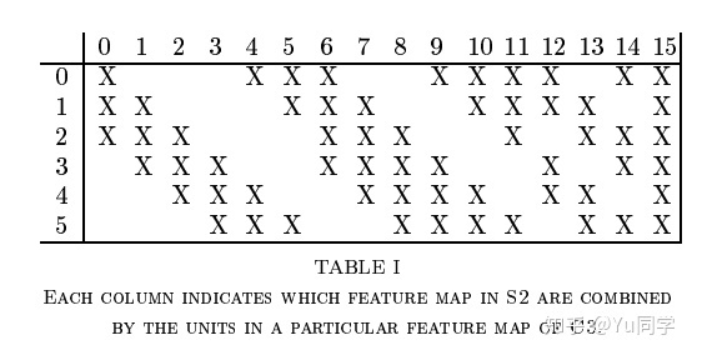 0 1 2 3 4 5 6 7 8 9 10 11 12 13 14 15
0 X X X X X X X X X X
1 X X X X X X X X X X
2 X X X X X X X X X X
3 X X X X X X X X X X
4 X X X X X X X X X X
5 X X X X X X X X X X
TABLE I
EACH COLUMN INDICATES WHICH FEATURE MAP IN S2 ARE COMBINED
BY THE UNITS IN A PARTICULAR FEATURE MAP OF C3.
知乎 @Yu同学